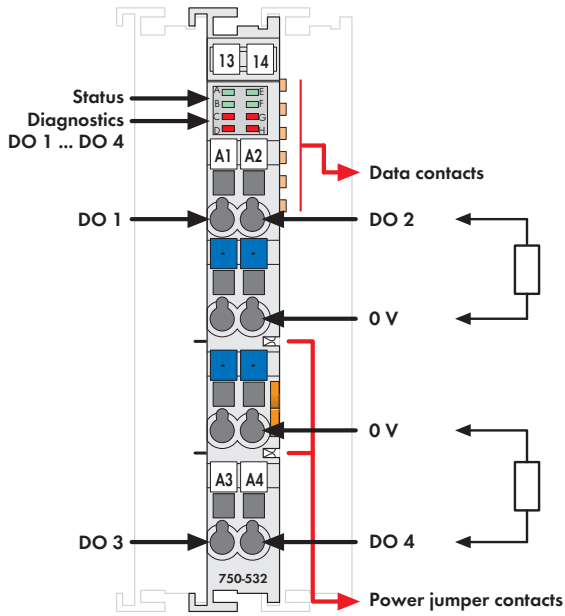 13 14
A E
B F
C G
D H
Status
Diagnostics
DO 1 ... DO 4
A1 A2
Data contacts
DO 1
DO 2
- -
0 V
- -
0 V
A3 A4
DO 3
DO 4
750-532
Power jumper contacts